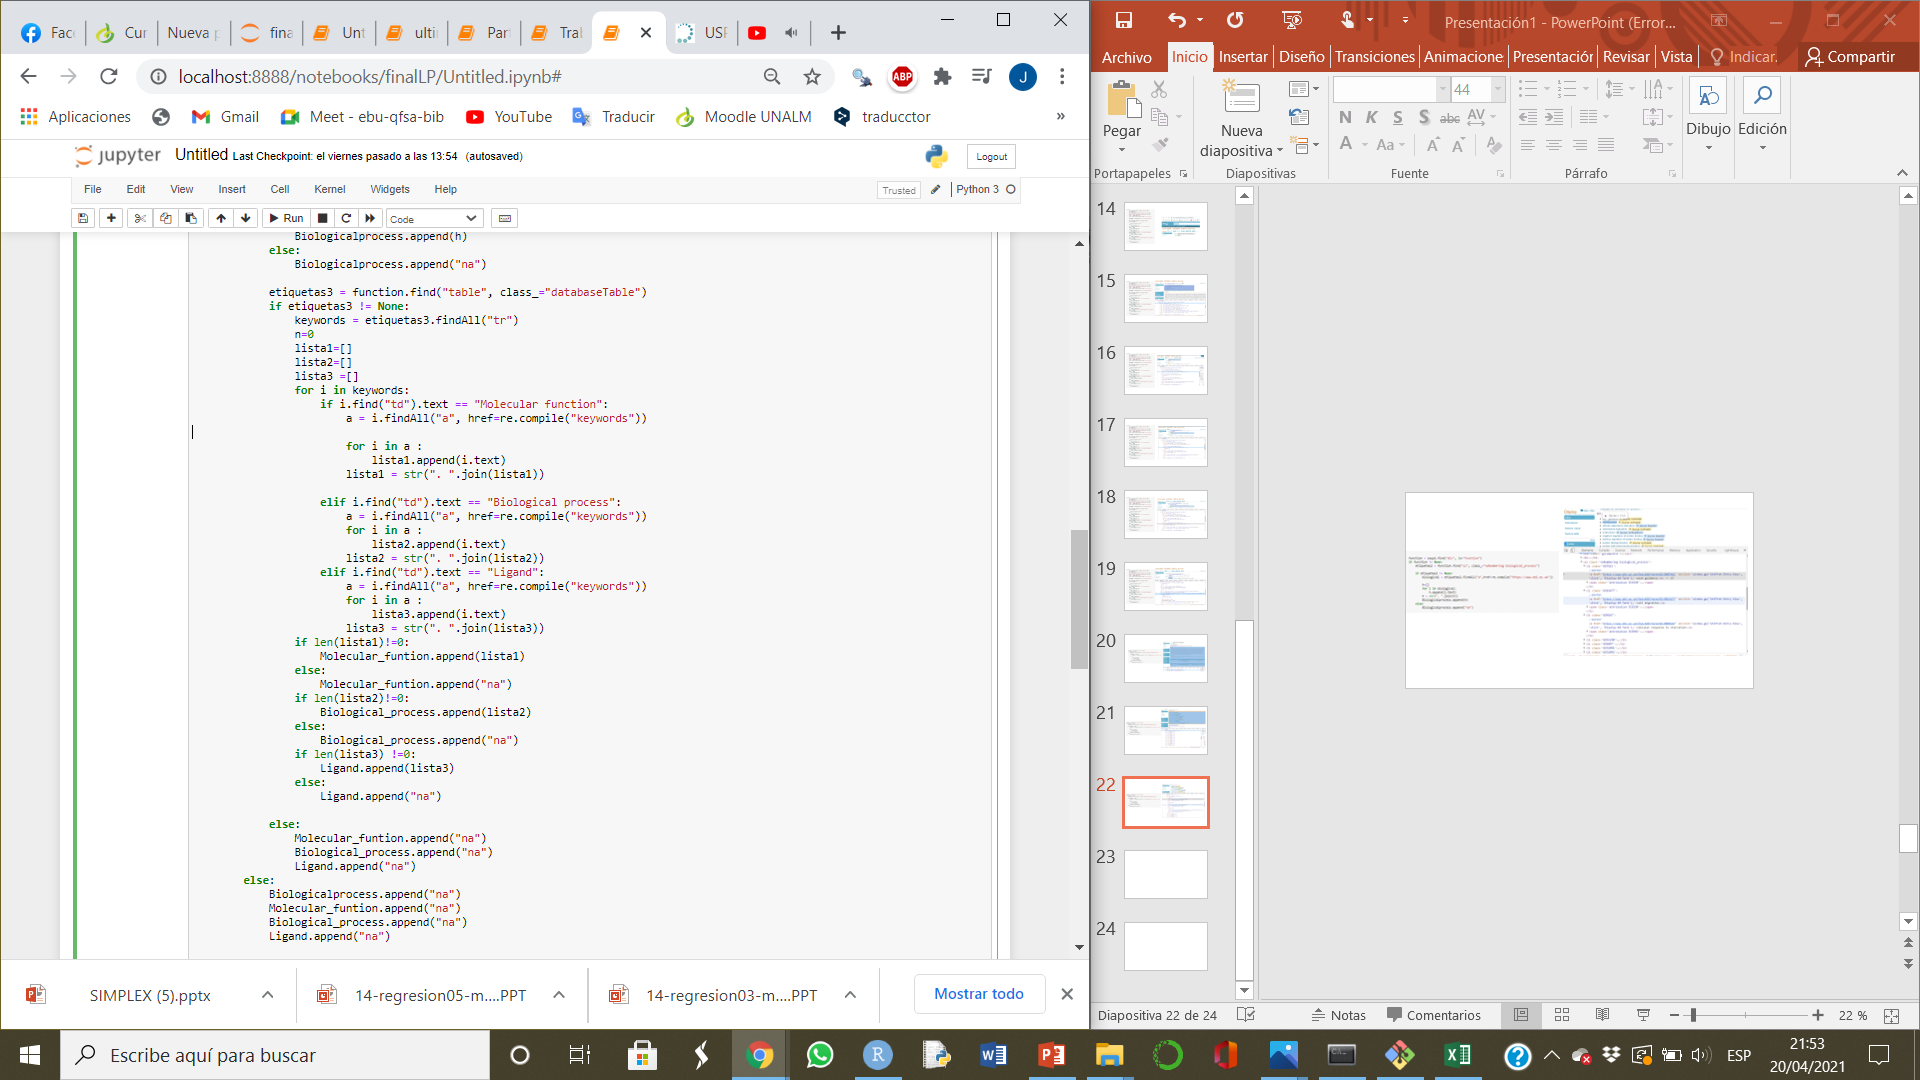 Fac
Cur
Nueva p
fina
Unt
ulti
Par
Tral
USI
Presentación1 - PowerPoint (Error...
localhost:8888/notebooks/finalLP/Untitled.ipynb#
ABP
J
Archivo
Inicio
Insertar
Diseño
Transiciones
Animacione
Presentación
Revisar
Vista
Indicar.
Compartir
Aplicaciones
Gmail
Meet - ebu-qfsa-bib
YouTube
Traducir
Moodle UNALM
traducctor
»
Pegar
Nueva
diapositiva
44
N K S S abc AV
A Aa A A
Dibujo
Edición
Portapapeles
Diapositivas
Fuente
Párrafo
jupyter Untitled Last Checkpoint: el viernes pasado a las 13:54 (autosaved)
Logout
File Edit View Insert Cell Kernel Widgets Help
Trusted
Python 3
Run
Code
Biologicalprocess.append(h)
else:
Biologicalprocess.append("na")
etiquetas3 = function.find("table", class_="databaseTable")
if etiquetas3 != None:
keywords = etiquetas3.findAll("tr")
n=0
lista1=[]
lista2=[]
lista3 =[]
for i in keywords:
if i.find("td").text == "Molecular function":
a = i.findAll("a", href=re.compile("keywords"))
for i in a :
lista1.append(i.text)
lista1 = str(". ".join(lista1))
elif i.find("td").text == "Biological process":
a = i.findAll("a", href=re.compile("keywords"))
for i in a :
lista2.append(i.text)
lista2 = str(". ".join(lista2))
elif i.find("td").text == "Ligand":
a = i.findAll("a", href=re.compile("keywords"))
for i in a :
lista3.append(i.text)
lista3 = str(". ".join(lista3))
if len(lista1)!=0:
Molecular_funtion.append(lista1)
else:
Molecular_funtion.append("na")
if len(lista2)!=0:
Biological_process.append(lista2)
else:
Biological_process.append("na")
if len(lista3) !=0:
Ligand.append(lista3)
else:
Ligand.append("na")
else:
Molecular_funtion.append("na")
Biological_process.append("na")
Ligand.append("na")
else:
Biologicalprocess.append("na")
Molecular_funtion.append("na")
Biological_process.append("na")
Ligand.append("na")
14
15
16
17
18
19
20
21
22
23
24
SIMPLEX (5).pptx
14-regresion05-m....PPT
14-regresion03-m....PPT
Mostrar todo
Diapositiva 22 de 24
Notas
Comentarios
22 %
Escribe aquí para buscar
ESP
21:53
20/04/2021